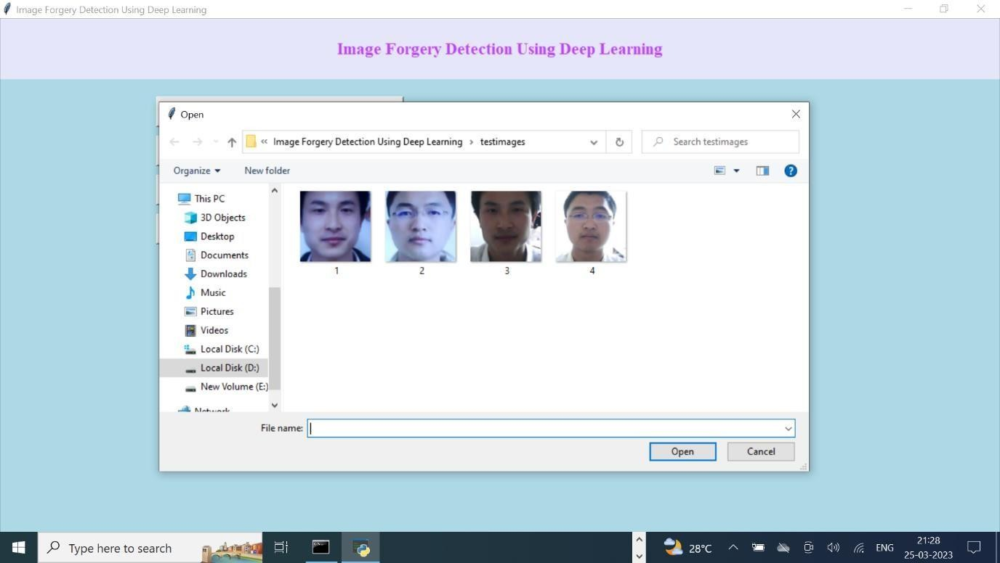 Image Forgery Detection Using Deep Learning
Image Forgery Detection Using Deep Learning
Open
« Image Forgery Detection Using Deep Learning › testimages
Search testimages
Organize
New folder
This PC
3D Objects
Desktop
Documents
Downloads
Music
Pictures
Videos
Local Disk (C:)
Local Disk (D:)
New Volume (E:)
Network
1
2
3
4
File name:
Open
Cancel
Type here to search
28°C
ENG
21:28
25-03-2023